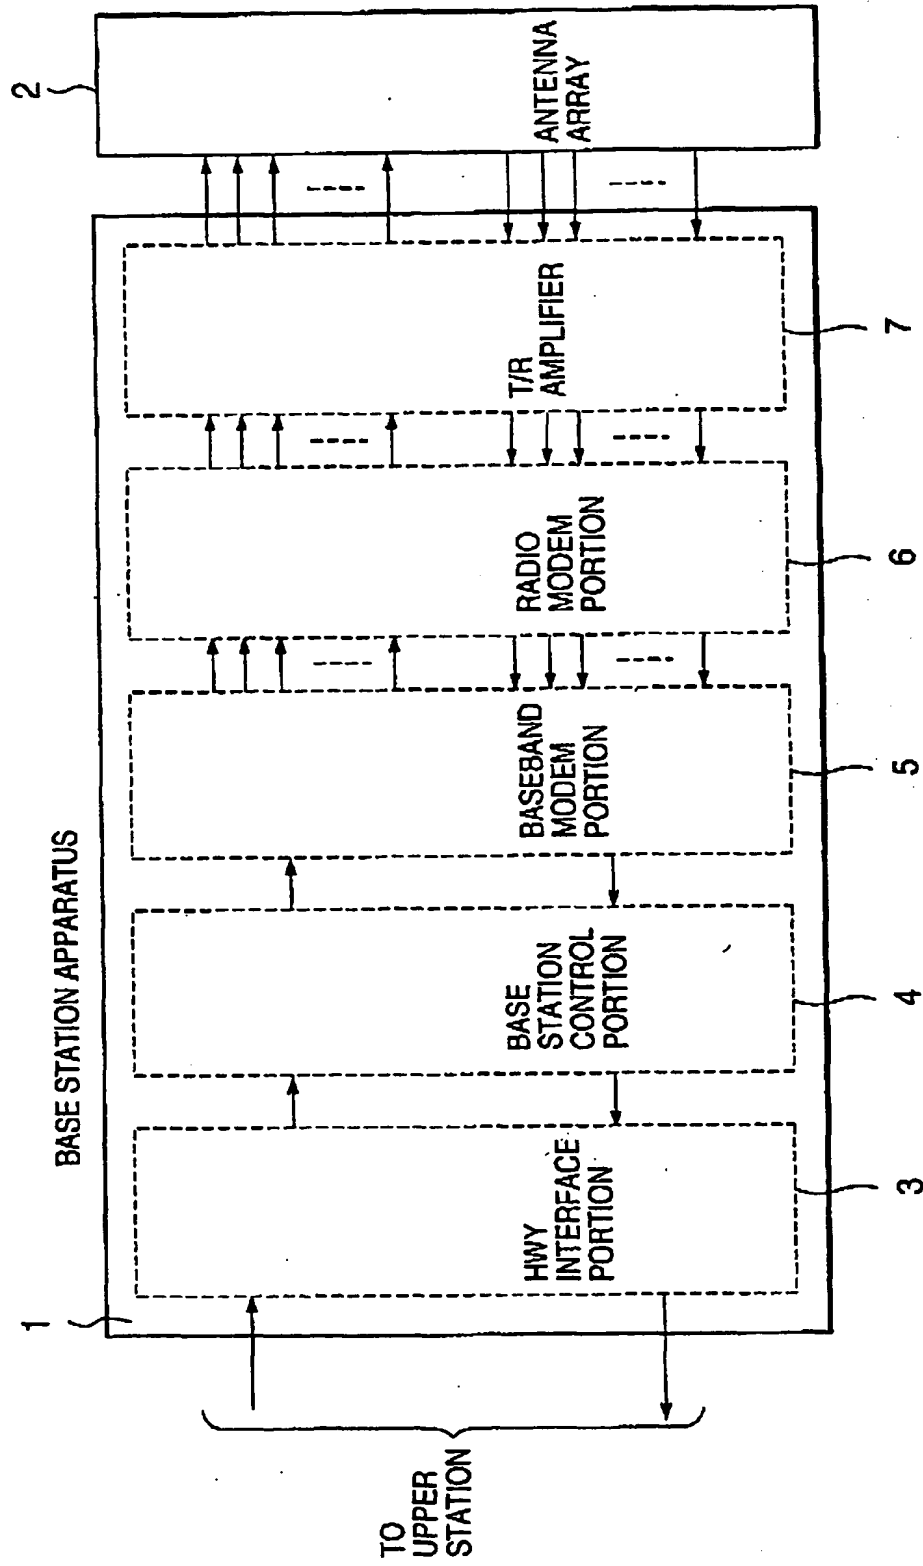 BASE STATION APPARATUS
1
2
TO
UPPER
STATION
HWY
INTERFACE
PORTION
BASE
STATION
CONTROL
PORTION
BASEBAND
MODEM
PORTION
RADIO
MODEM
PORTION
T/R
AMPLIFIER
ANTENNA
ARRAY
3
4
5
6
7